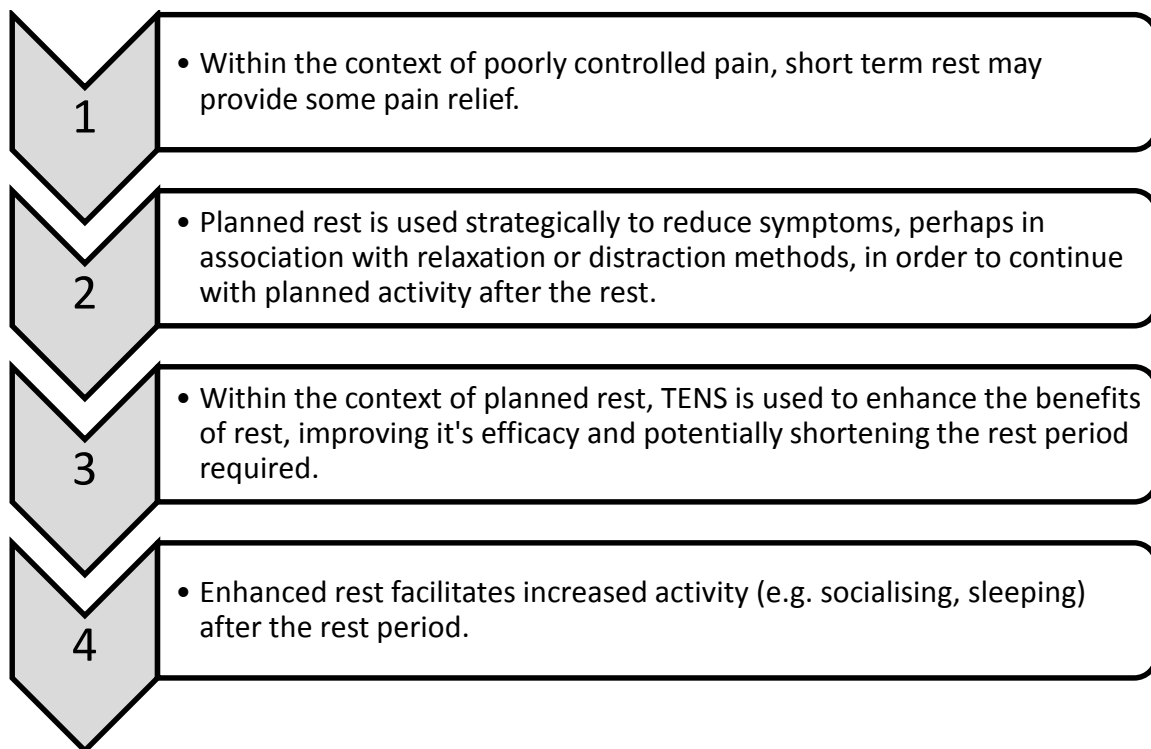 1
• Within the context of poorly controlled pain, short term rest may
provide some pain relief.
2
• Planned rest is used strategically to reduce symptoms, perhaps in
association with relaxation or distraction methods, in order to continue
with planned activity after the rest.
3
• Within the context of planned rest, TENS is used to enhance the benefits
of rest, improving it's efficacy and potentially shortening the rest period
required.
4
• Enhanced rest facilitates increased activity (e.g. socialising, sleeping)
after the rest period.